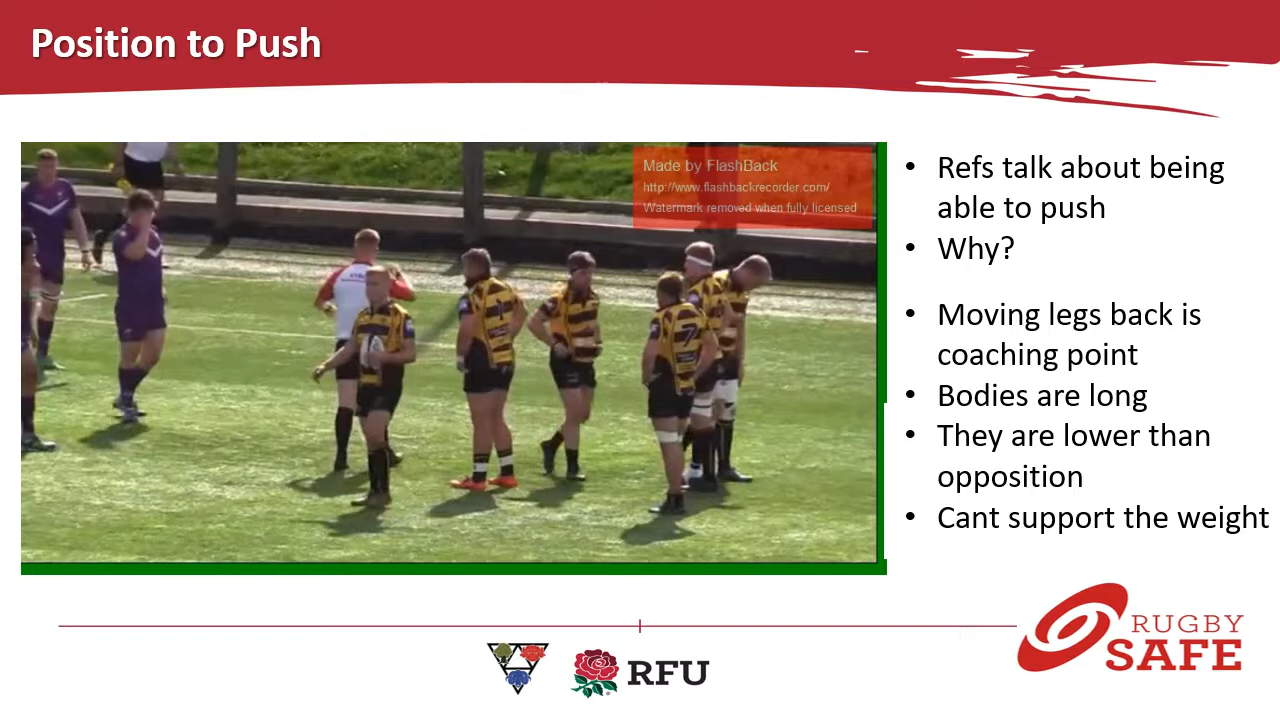 Position to Push
Made by FlashBack
http://www.flashbackrecorder.com/
Watermark removed when fully licensed
7
• Refs talk about being
able to push
• Why?
• Moving legs back is
coaching point
• Bodies are long
• They are lower than
opposition
• Cant support the weight
RFU
RUGBY
SAFE